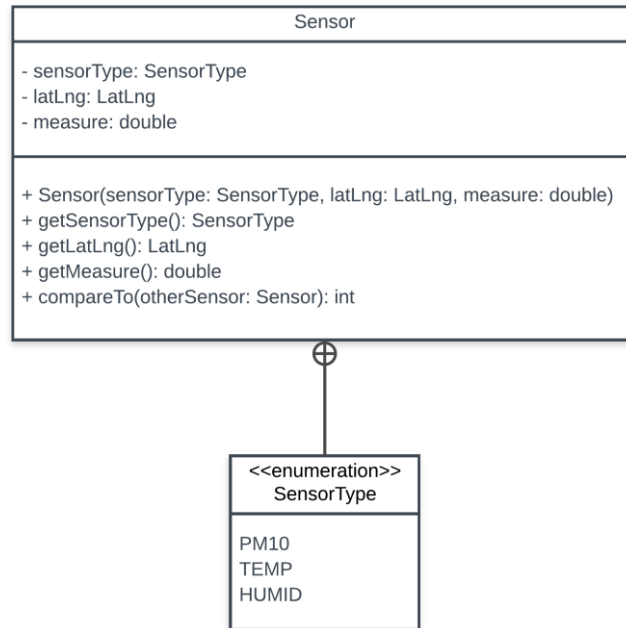 Sensor
- sensorType: SensorType
- latLng: LatLng
- measure: double
+ Sensor(sensorType: SensorType, latLng: LatLng, measure: double)
+ getSensorType(): SensorType
+ getLatLng(): LatLng
+ getMeasure(): double
+ compareTo(otherSensor: Sensor): int
<<enumeration>>
SensorType
PM10
TEMP
HUMID